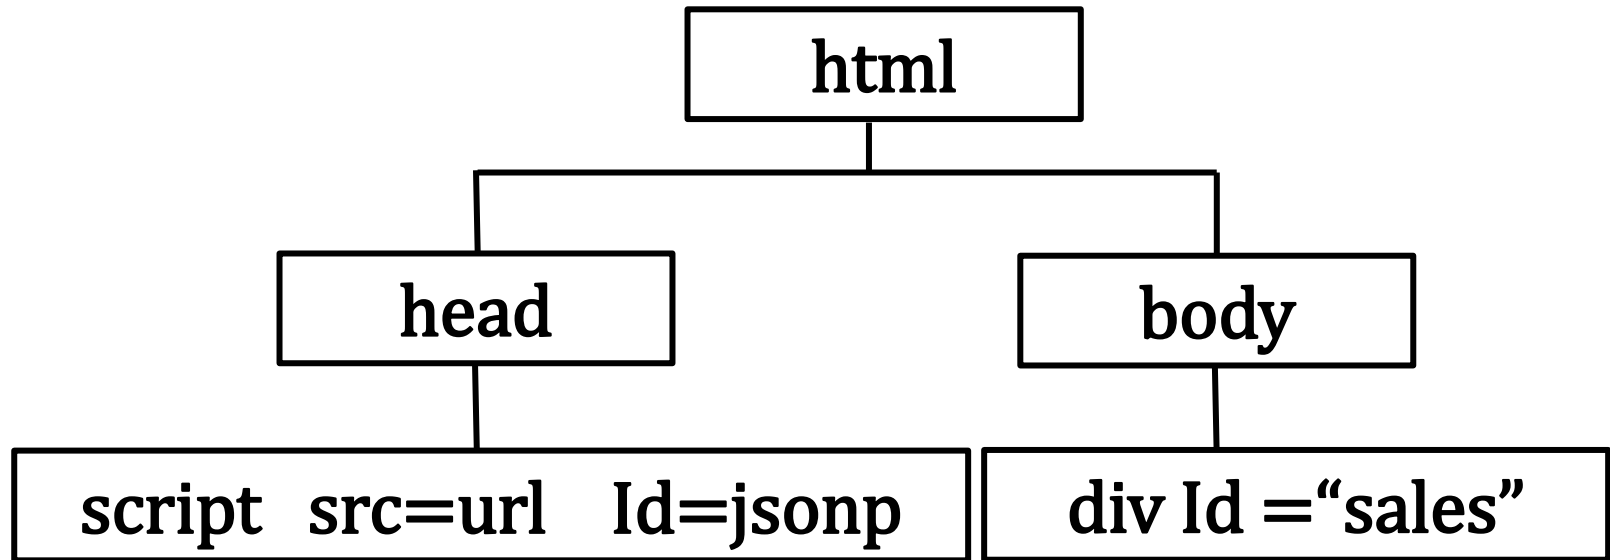 html
head
body
script src=url Id=jsonp
div Id =“sales”